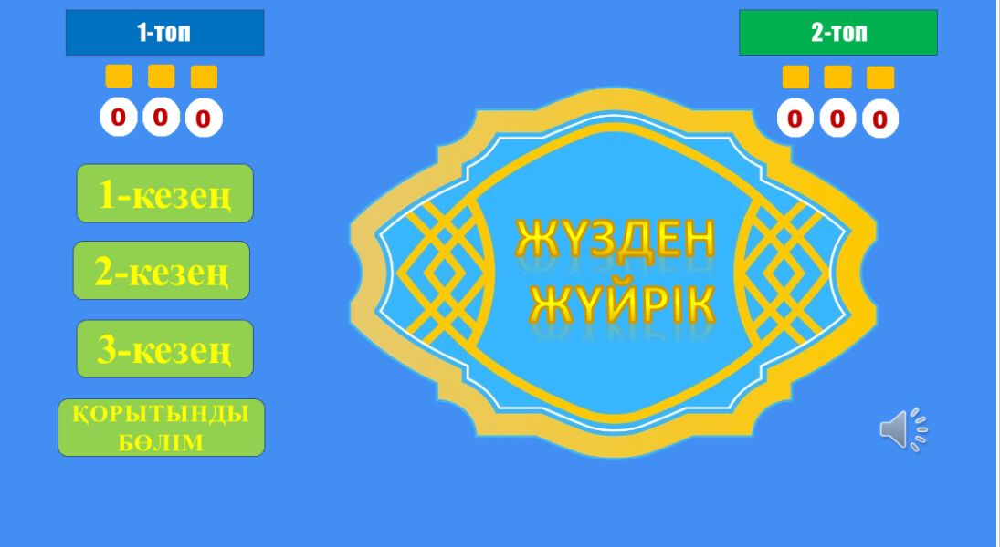 1-топ
2-топ
0 0 0
0 0 0
1-кезең
2-кезең
3-кезең
ҚОРЫТЫНДЫ
БӨЛІМ
ЖҮЗДЕН
ЖҮЙРІК